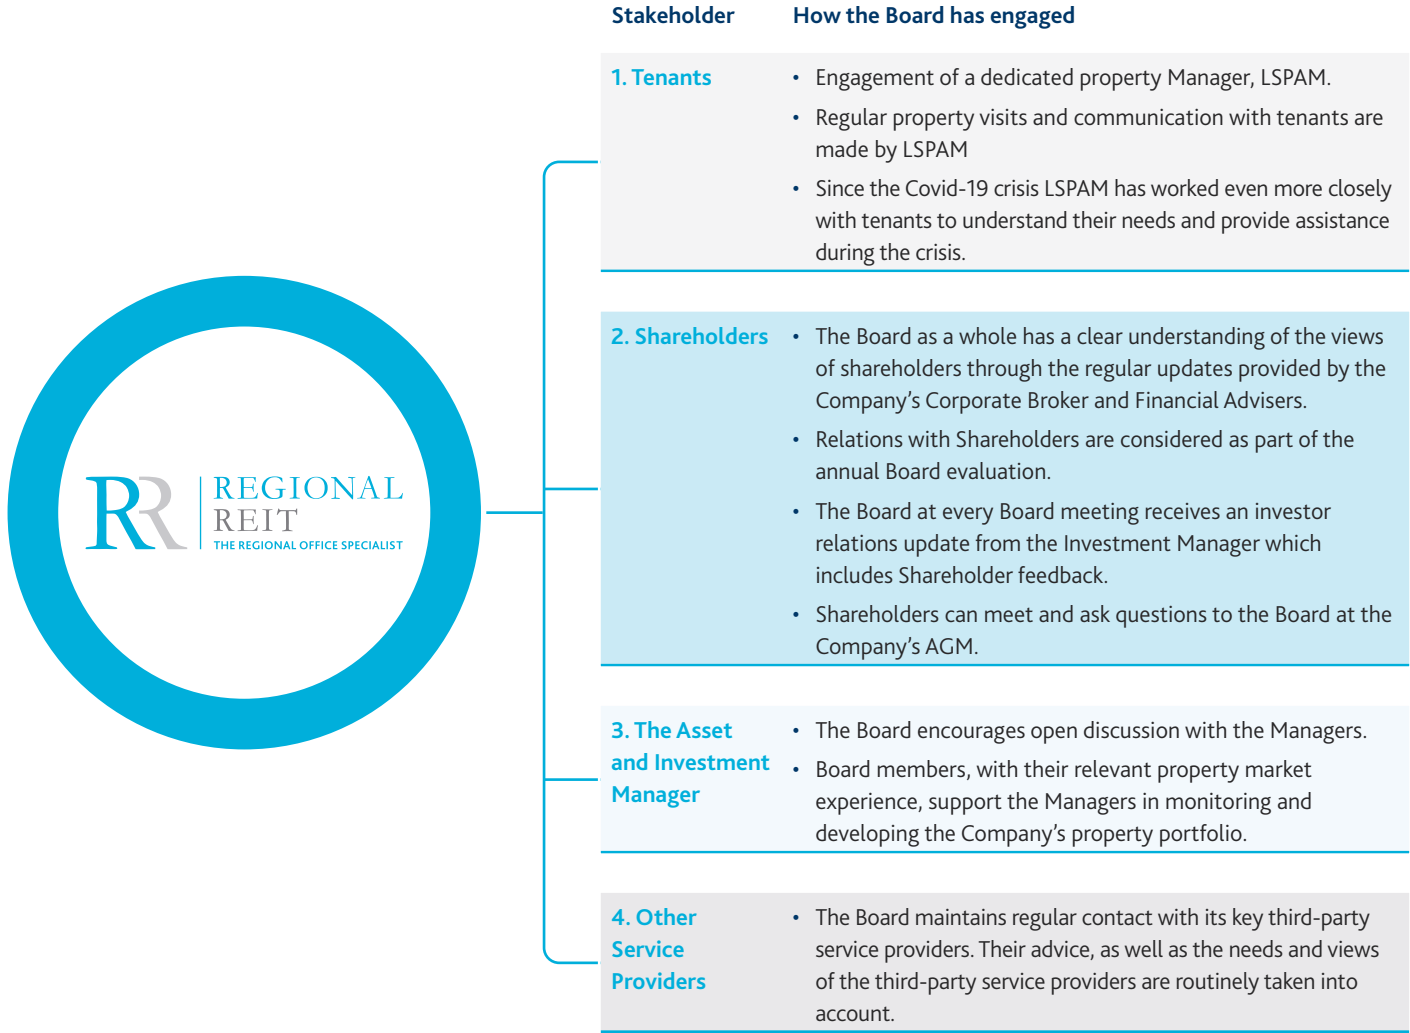 Stakeholder How the Board has engaged
1. Tenants
• Engagement of a dedicated property Manager, LSPAM.
• Regular property visits and communication with tenants are
made by LSPAM
• Since the Covid-19 crisis LSPAM has worked even more closely
with tenants to understand their needs and provide assistance
during the crisis.
2. Shareholders
• The Board as a whole has a clear understanding of the views
of shareholders through the regular updates provided by the
Company’s Corporate Broker and Financial Advisers.
• Relations with Shareholders are considered as part of the
annual Board evaluation.
• The Board at every Board meeting receives an investor
relations update from the Investment Manager which
includes Shareholder feedback.
• Shareholders can meet and ask questions to the Board at the
Company’s AGM.
RR
REGIONAL
REIT
THE REGIONAL OFFICE SPECIALIST
3. The Asset
and Investment
Manager
• The Board encourages open discussion with the Managers.
• Board members, with their relevant property market
experience, support the Managers in monitoring and
developing the Company’s property portfolio.
4. Other
Service
Providers
• The Board maintains regular contact with its key third-party
service providers. Their advice, as well as the needs and views
of the third-party service providers are routinely taken into
account.